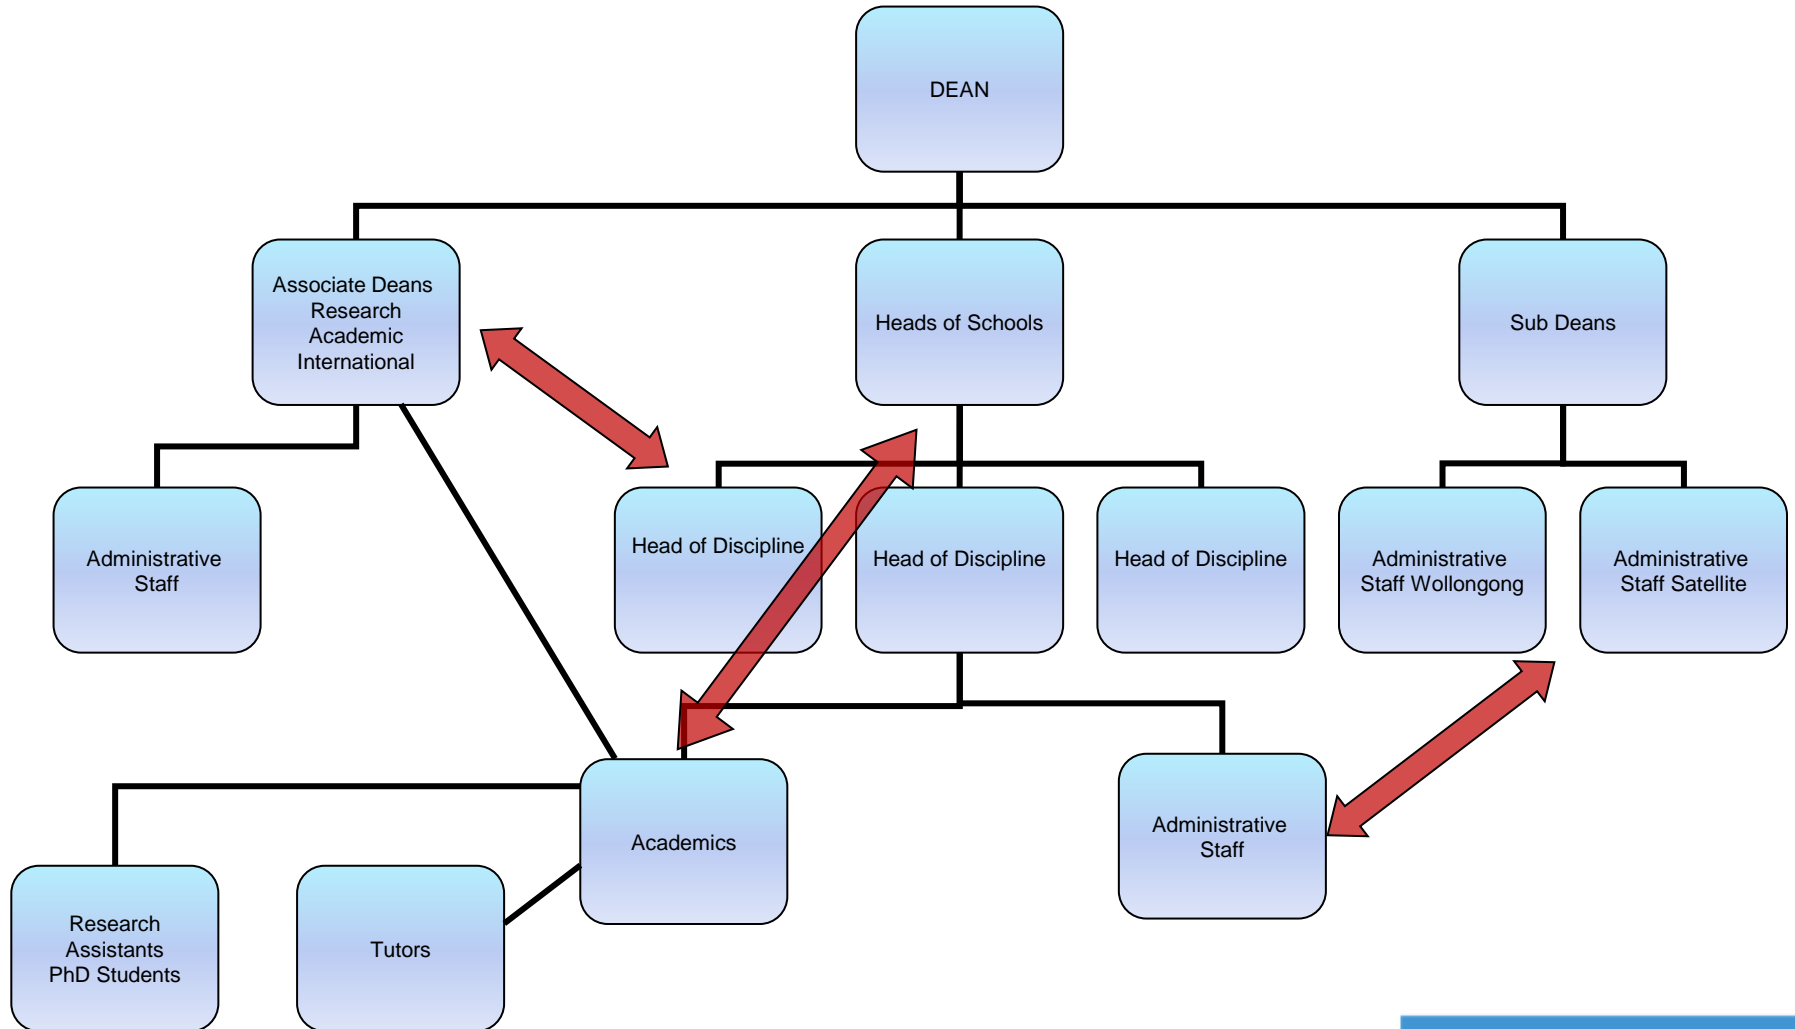 DEAN
Associate Deans
Research
Academic
International
Heads of Schools
Sub Deans
Administrative
Staff
Head of Discipline
Head of Discipline
Head of Discipline
Administrative
Staff Wollongong
Administrative
Staff Satellite
Academics
Administrative
Staff
Research
Assistants
PhD Students
Tutors